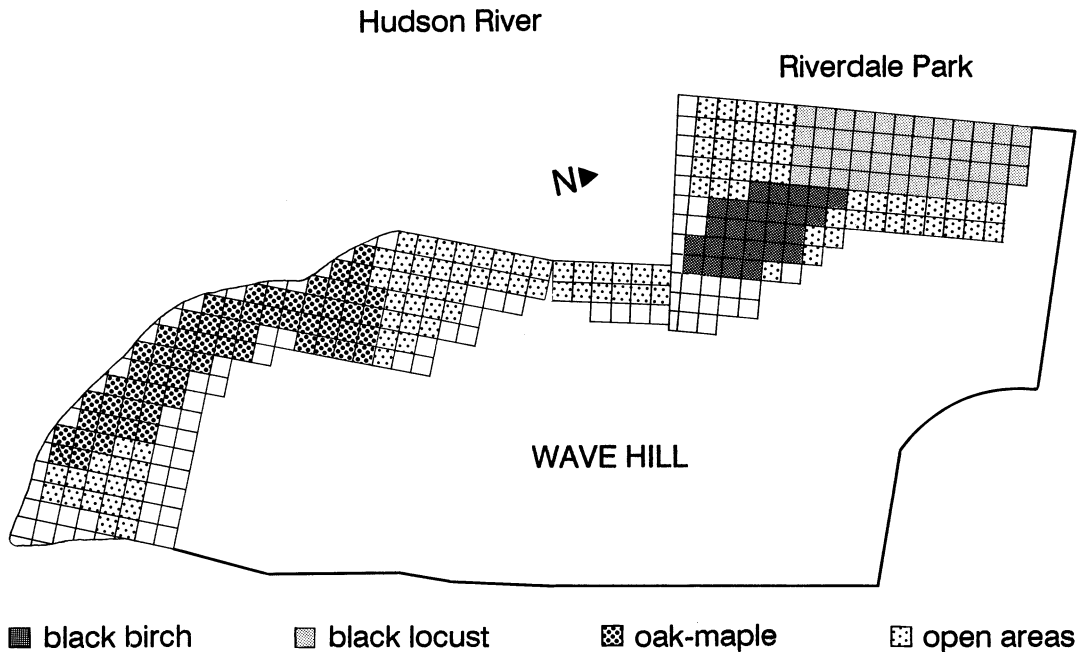 Hudson River
Riverdale Park
N
WAVE HILL
black birch
black locust
oak-maple
open areas